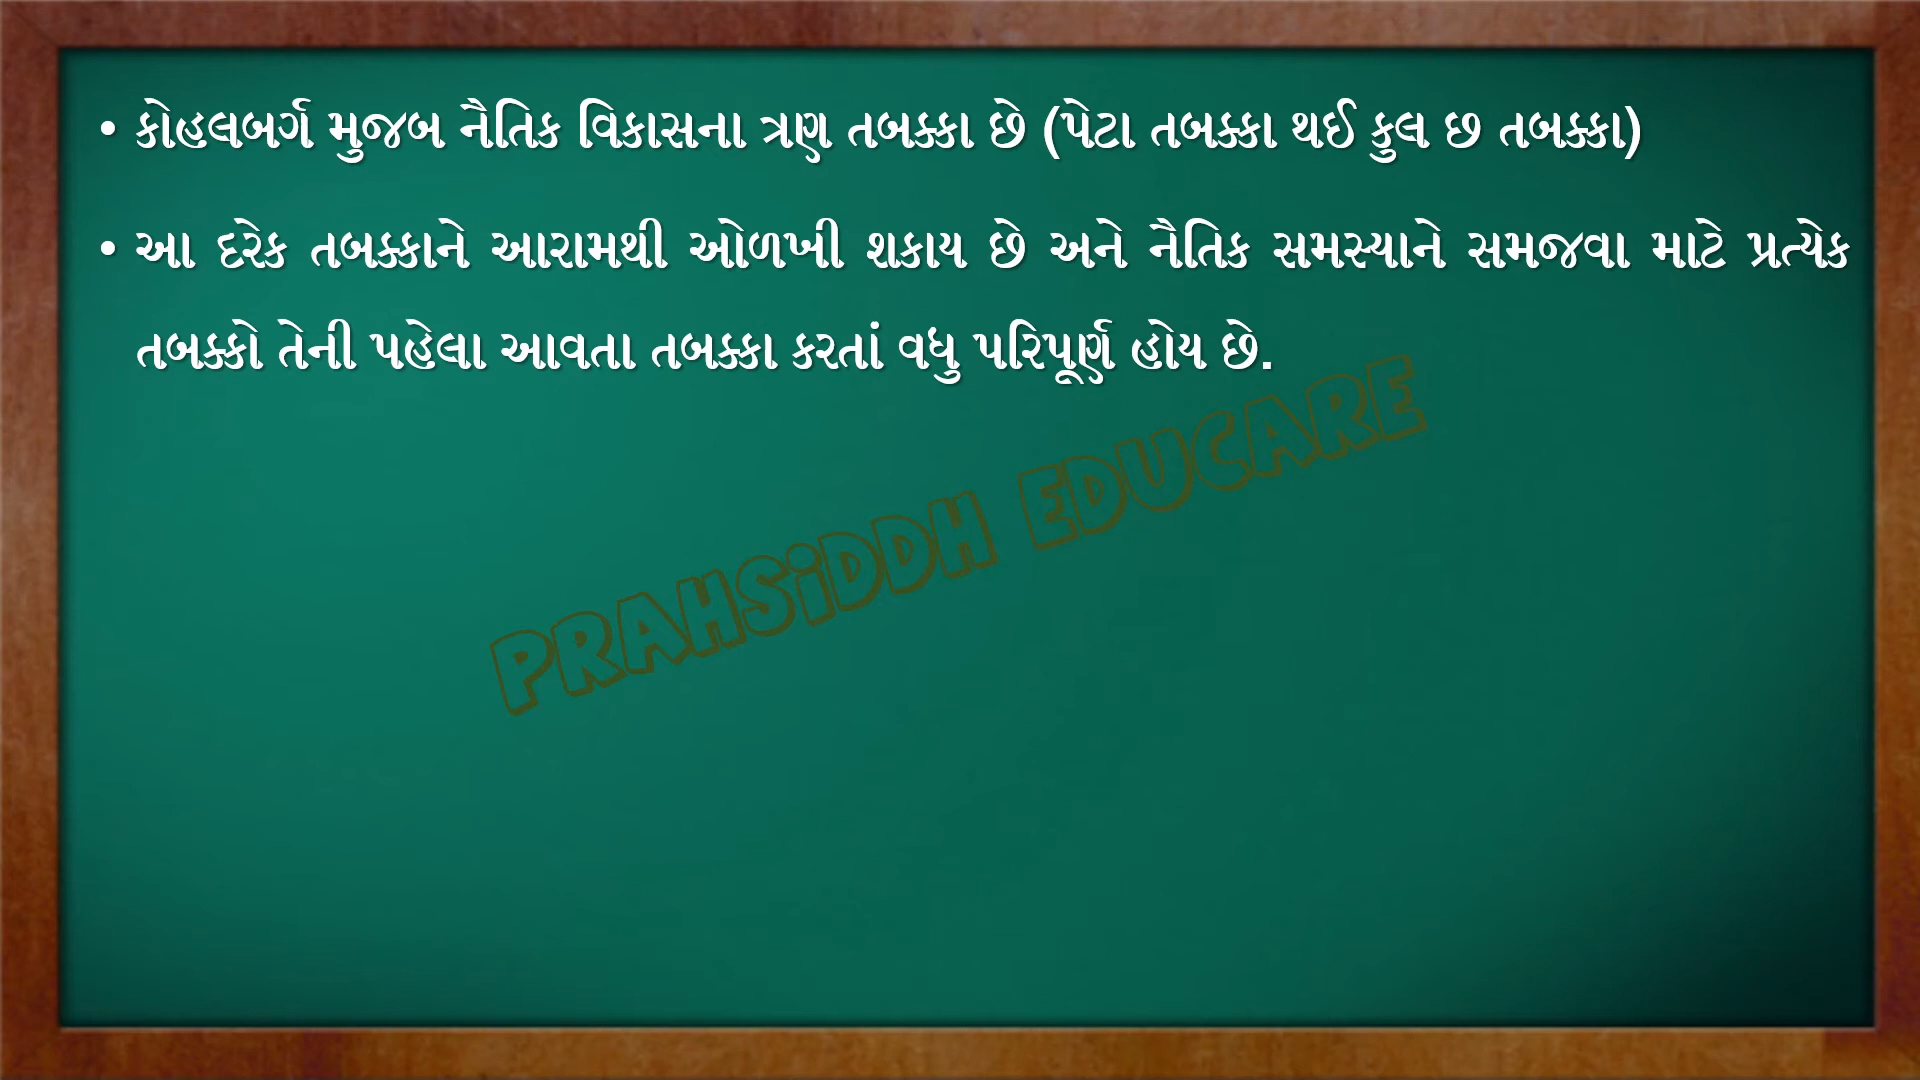 • કોહલબર્ગ મુજબ નૈતિક વિકાસના ત્રણ તબક્કા છે (પેટા તબક્કા થઈ કુલ છ તબક્કા)
• આ દરેક તબક્કાને આરામથી ઓળખી શકાય છે અને નૈતિક સમસ્યાને સમજવા માટે પ્રત્યેક
તબક્કો તેની પહેલા આવતા તબક્કા કરતાં વધુ પરિપૂર્ણ હોય છે.
PRAHSiDDH EDUCARE